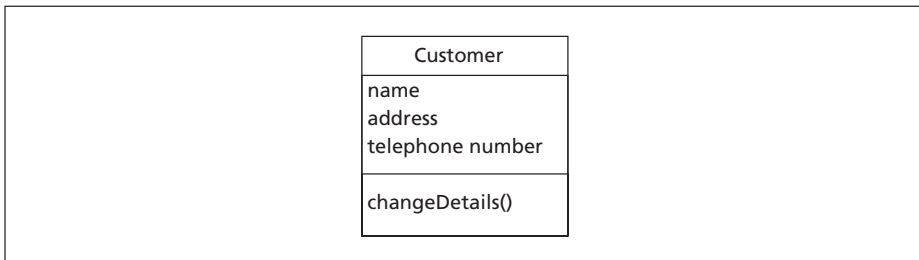 Customer
name
address
telephone number
changeDetails()